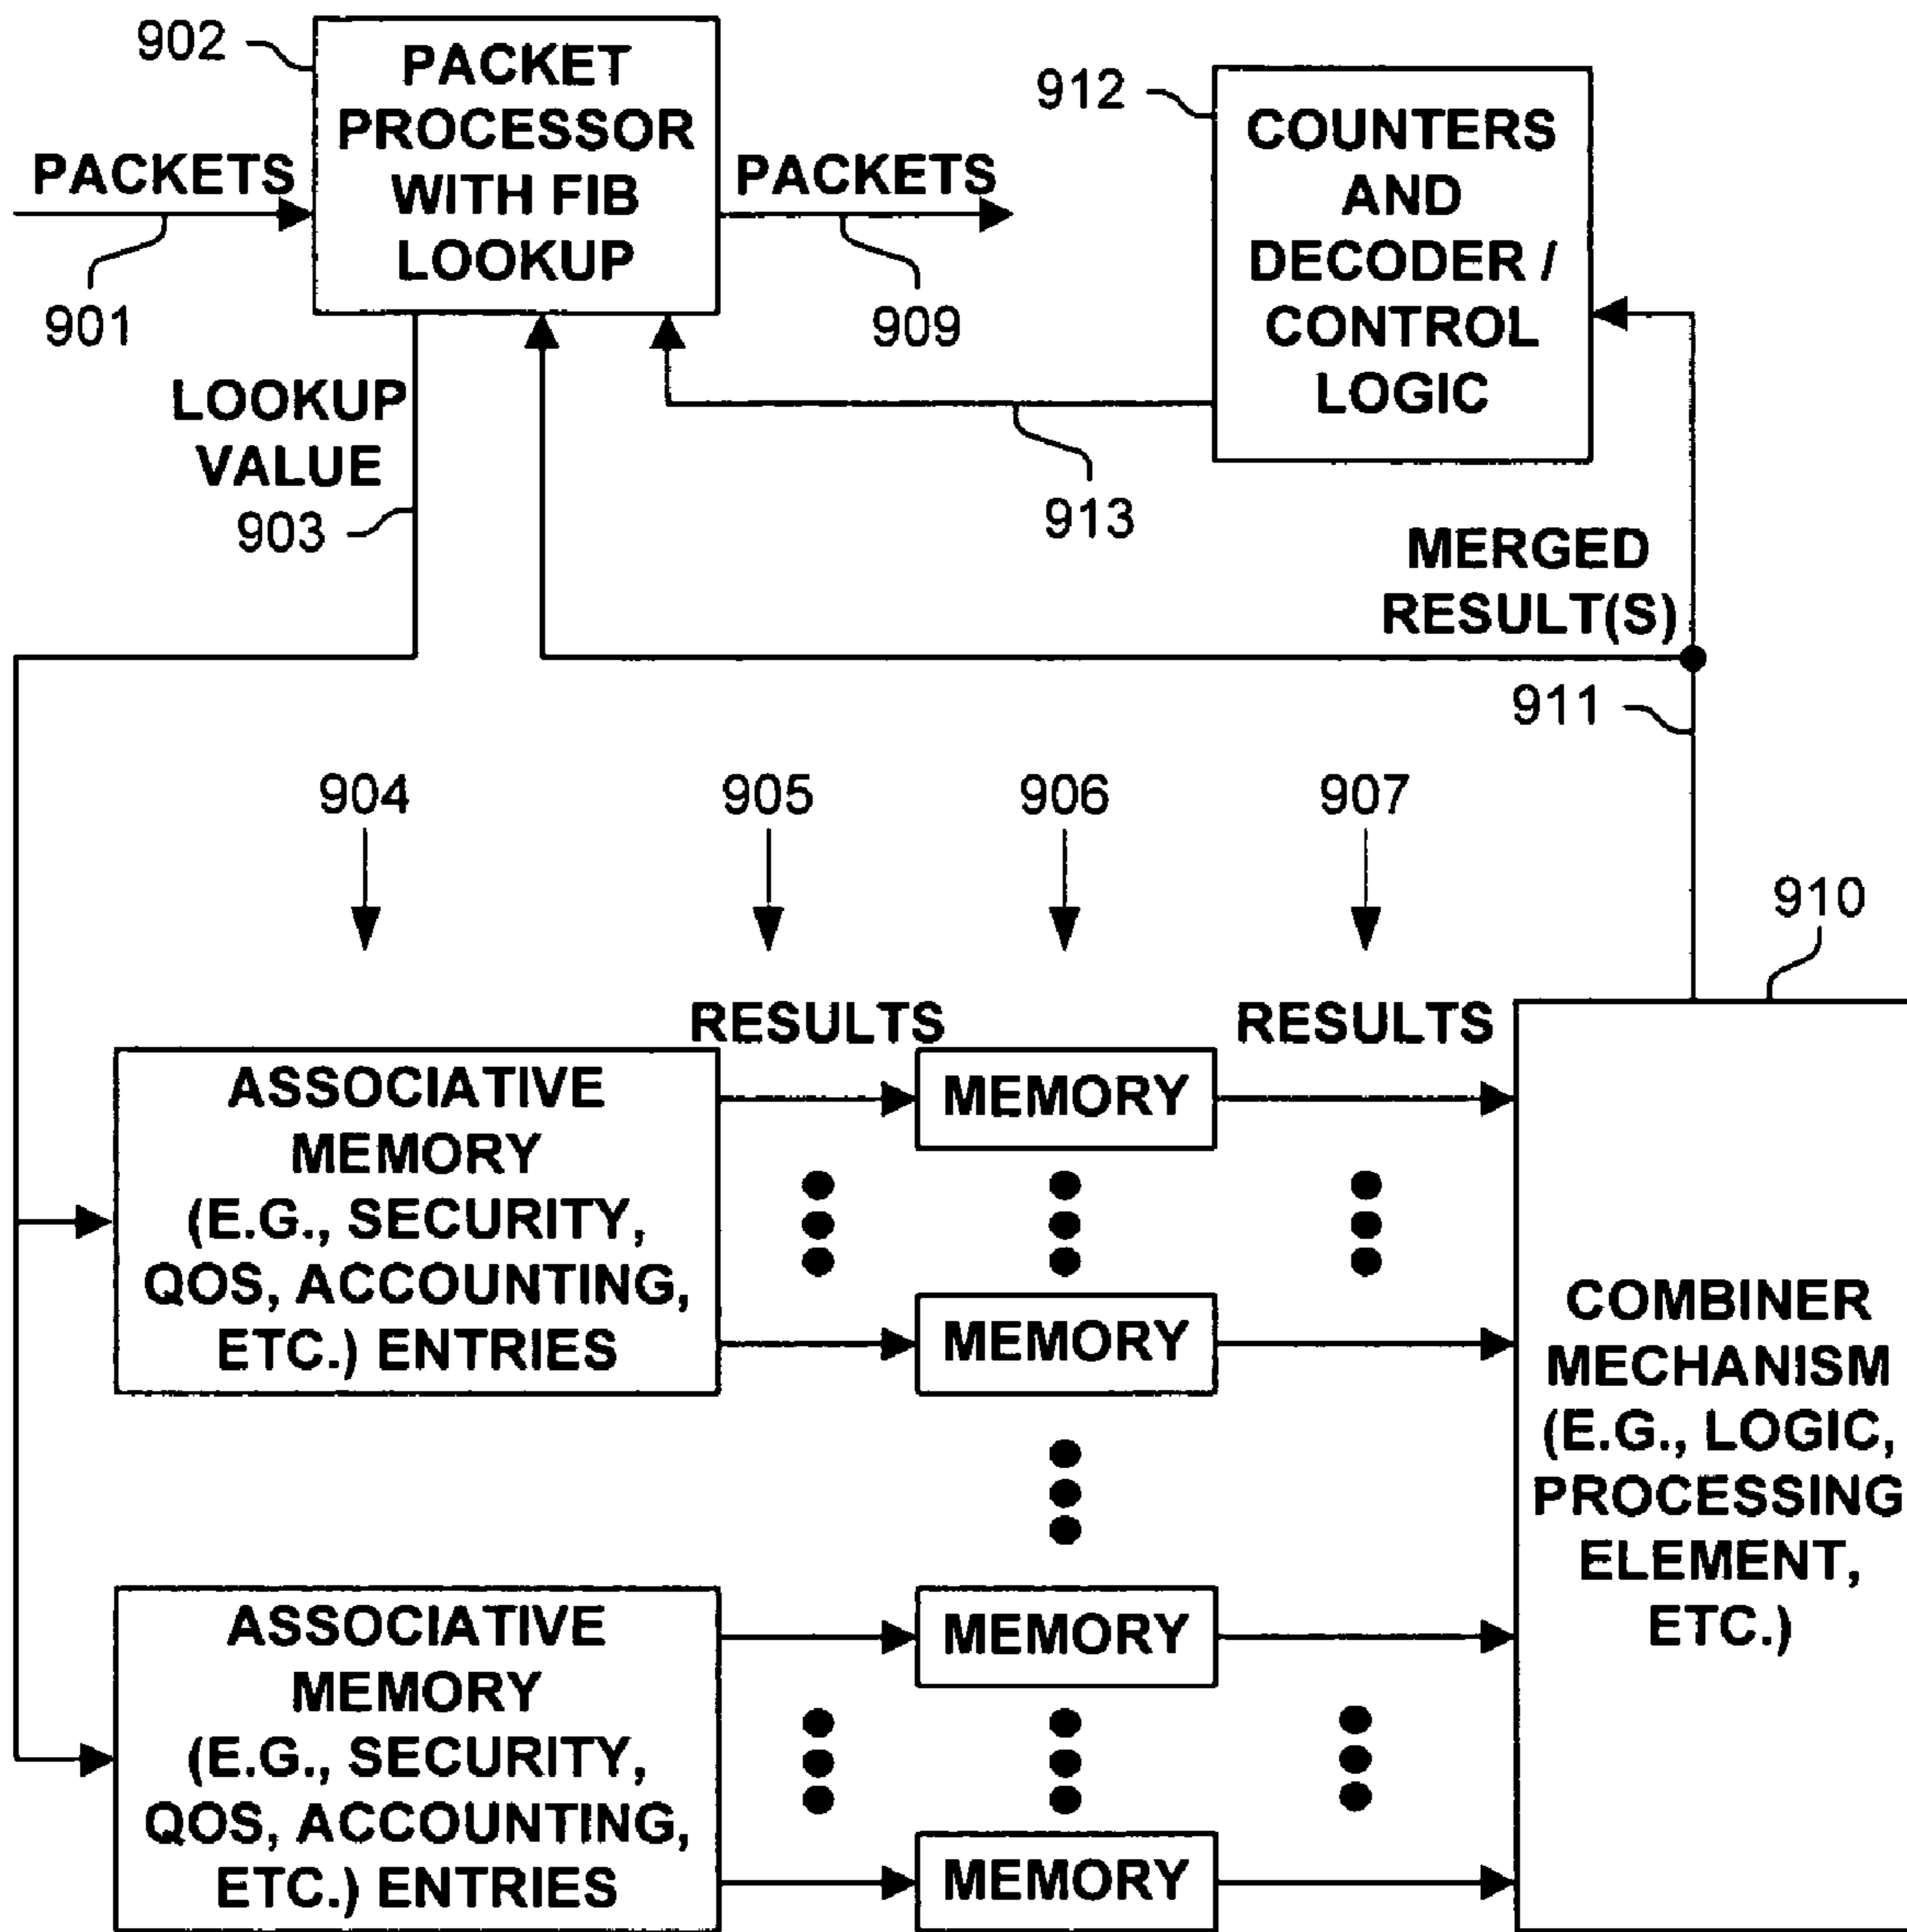 902
PACKET
PROCESSOR
WITH FIB
LOOKUP
PACKETS
901
PACKETS
909
912
COUNTERS
AND
DECODER /
CONTROL
LOGIC
LOOKUP
VALUE
903
913
MERGED
RESULT(S)
911
904
905
906
907
910
RESULTS
RESULTS
ASSOCIATIVE
MEMORY
(E.G., SECURITY,
QOS, ACCOUNTING,
ETC.) ENTRIES
MEMORY
MEMORY
COMBINER
MECHANISM
(E.G., LOGIC,
PROCESSING
ELEMENT,
ETC.)
ASSOCIATIVE
MEMORY
(E.G., SECURITY,
QOS, ACCOUNTING,
ETC.) ENTRIES
MEMORY
MEMORY